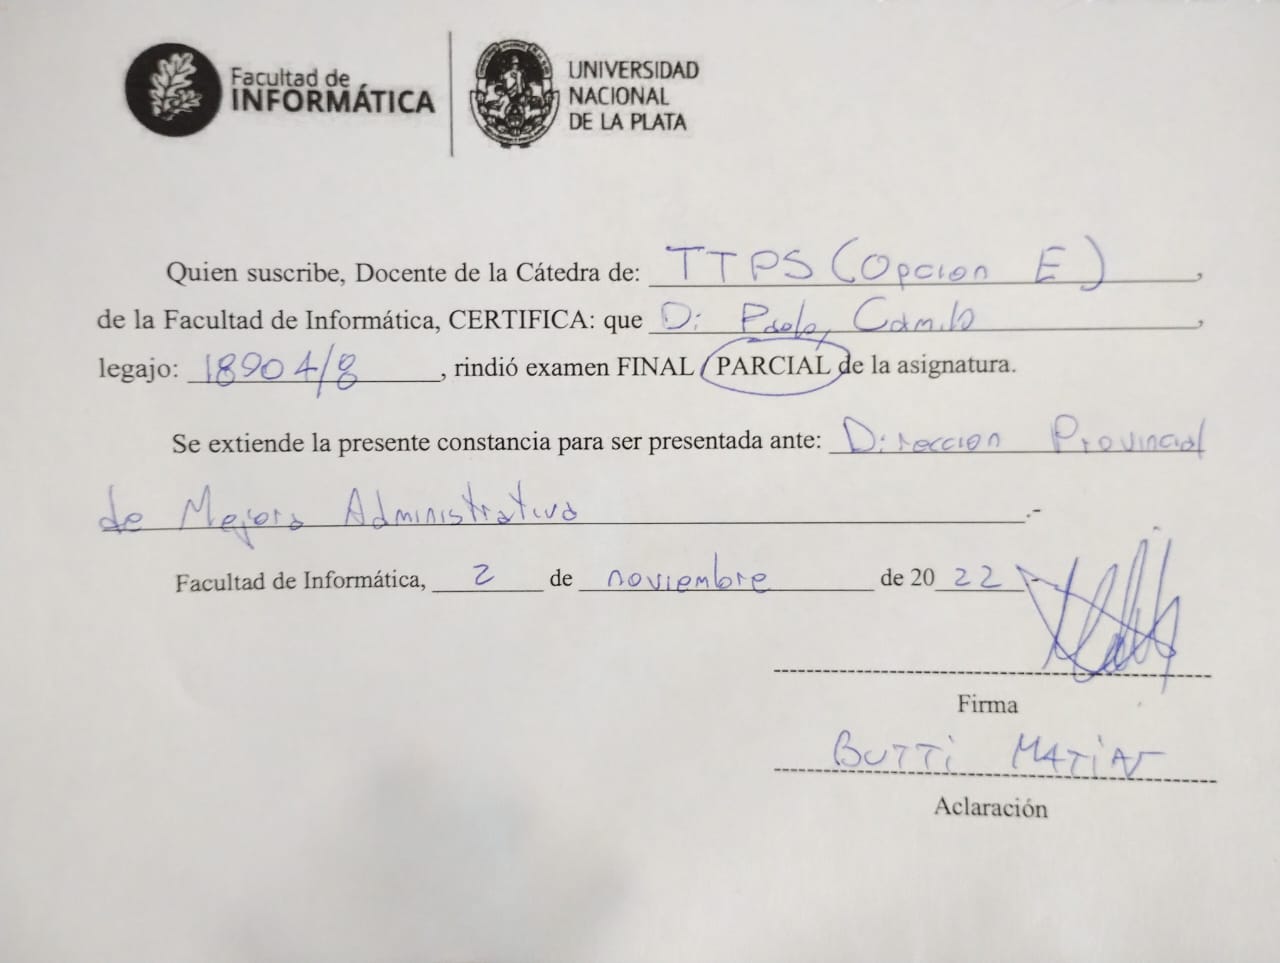 Facultad de
INFORMÁTICA
UNIVERSIDAD
NACIONAL
DE LA PLATA
Quien suscribe, Docente de la Cátedra de: TTPS (Opcion E),
de la Facultad de Informática, CERTIFICA: que Di Paolo, Camilo,
legajo: 18904/8, rindió examen FINAL / PARCIAL de la asignatura.
Se extiende la presente constancia para ser presentada ante: Direccion Provincial
de Mejora Administrativa.-
Facultad de Informática, 2 de noviembre de 2022.-
Firma
BUTTI MATIAS
Aclaración